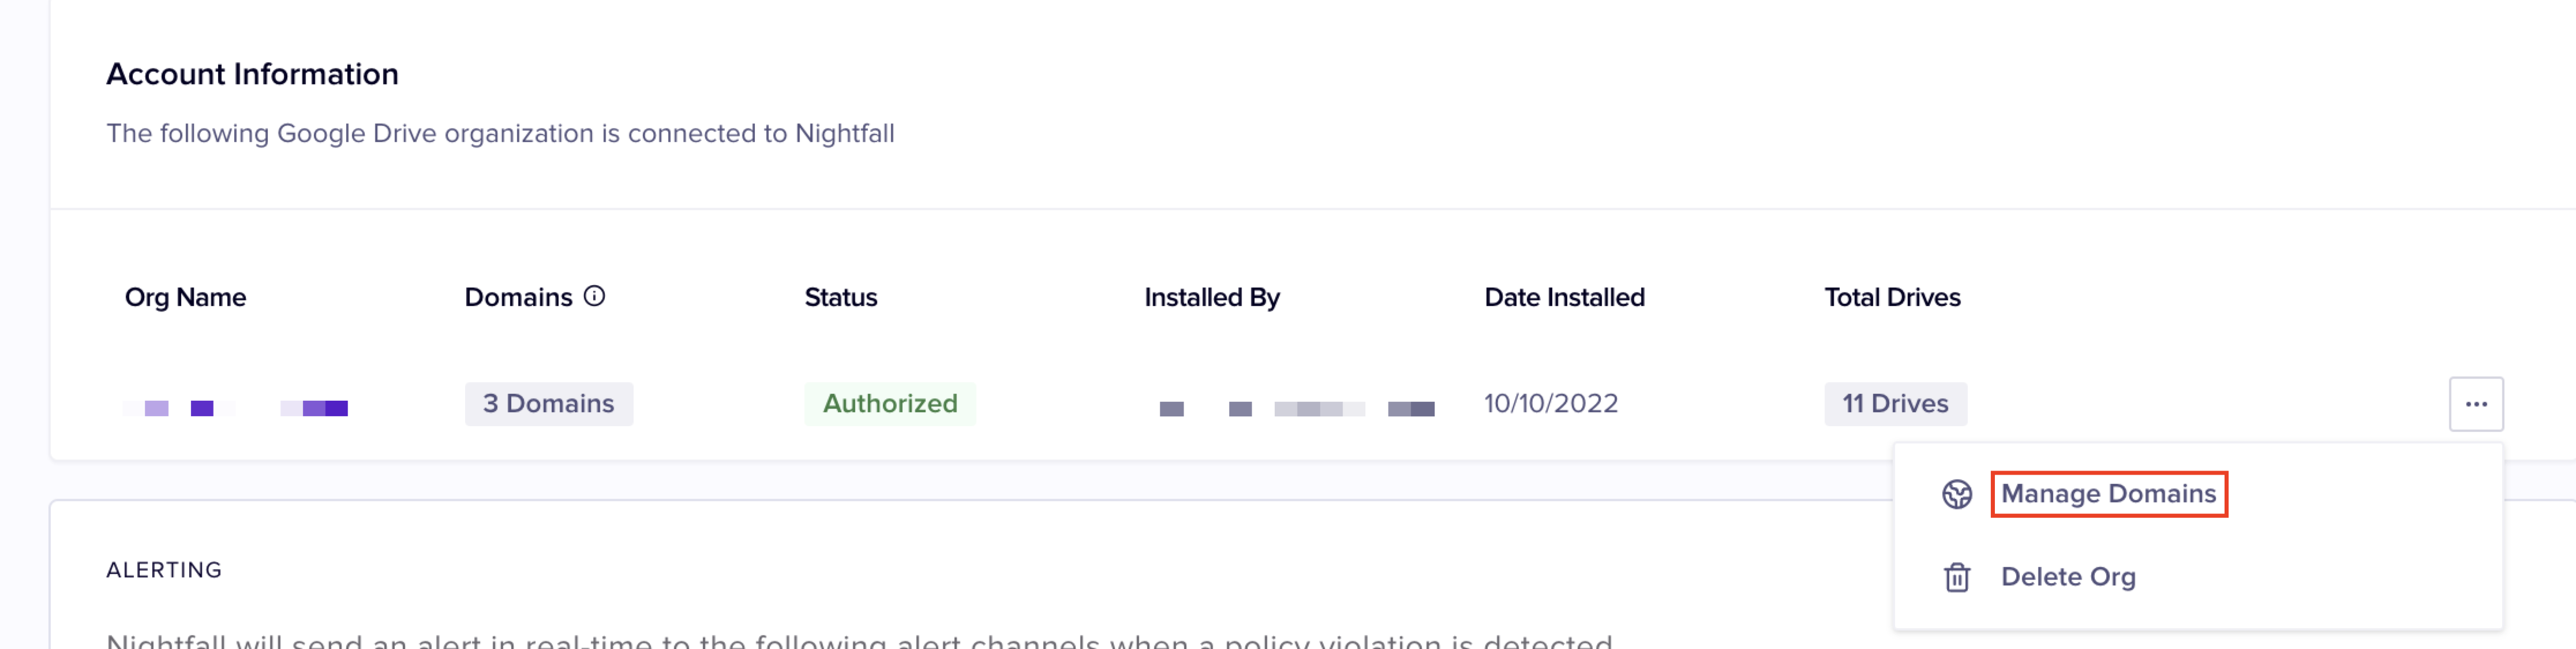 Account Information
The following Google Drive organization is connected to Nightfall
Org Name Domains Status Installed By Date Installed Total Drives
3 Domains Authorized 10/10/2022 11 Drives
Manage Domains
Delete Org
ALERTING
Nightfall will send an alert in real-time to the following alert channels when a policy violation is detected